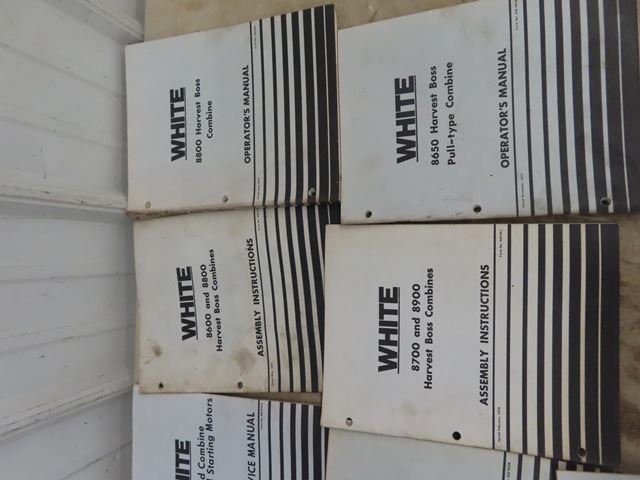 WHITE
8800 Harvest Boss
Combine
OPERATOR'S MANUAL
WHITE
8650 Harvest Boss
Pull-type Combine
OPERATOR'S MANUAL
WHITE
8600 and 8800
Harvest Boss Combines
ASSEMBLY INSTRUCTIONS
WHITE
8700 and 8900
Harvest Boss Combines
ASSEMBLY INSTRUCTIONS
WHITE
Combine
Starting Motors
VICE MANUAL